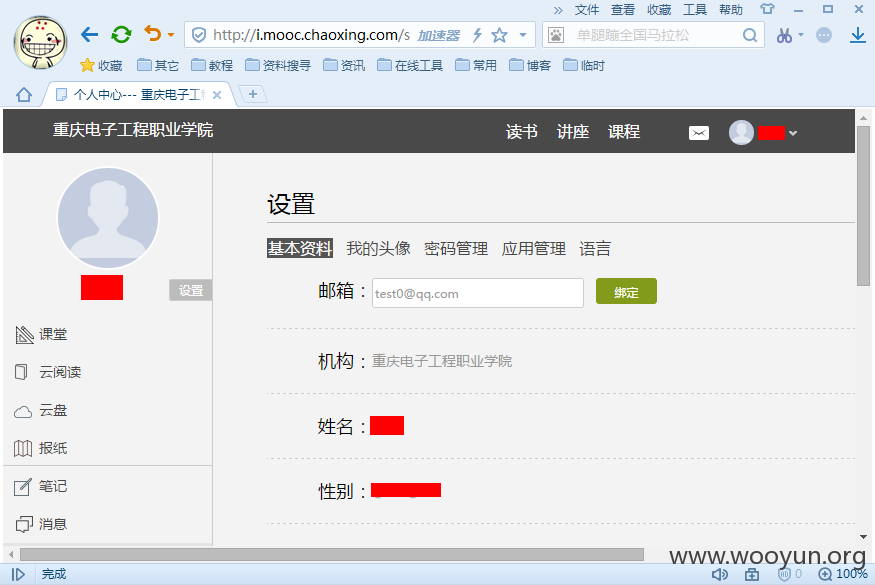 » 文件 查看 收藏 工具 帮助
http://i.mooc.chaoxing.com/s 加速器 单腿蹦全国马拉松
收藏 其它 教程 资料搜寻 资讯 在线工具 常用 博客 临时
个人中心--- 重庆电子工
重庆电子工程职业学院 读书 讲座 课程
设置
设置
基本资料 我的头像 密码管理 应用管理 语言
邮箱： test0@qq.com 绑定
机构： 重庆电子工程职业学院
姓名：
性别：
课堂
云阅读
云盘
报纸
笔记
消息
www.wooyun.org
完成 0 100%